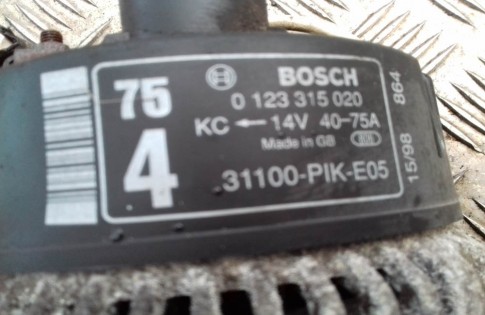 75
4
BOSCH
0 123 315 020
KC ← 14V 40-75A
Made in GB
31100-PIK-E05
15/98 864